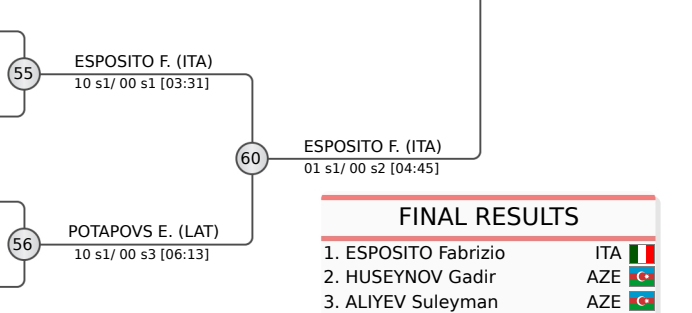 ESPOSITO F. (ITA)
55
10 s1/ 00 s1 [03:31]
ESPOSITO F. (ITA)
60
01 s1/ 00 s2 [04:45]
POTAPOVS E. (LAT)
56
10 s1/ 00 s3 [06:13]
FINAL RESULTS
1. ESPOSITO Fabrizio ITA
2. HUSEYNOV Gadir AZE
3. ALIYEV Suleyman AZE